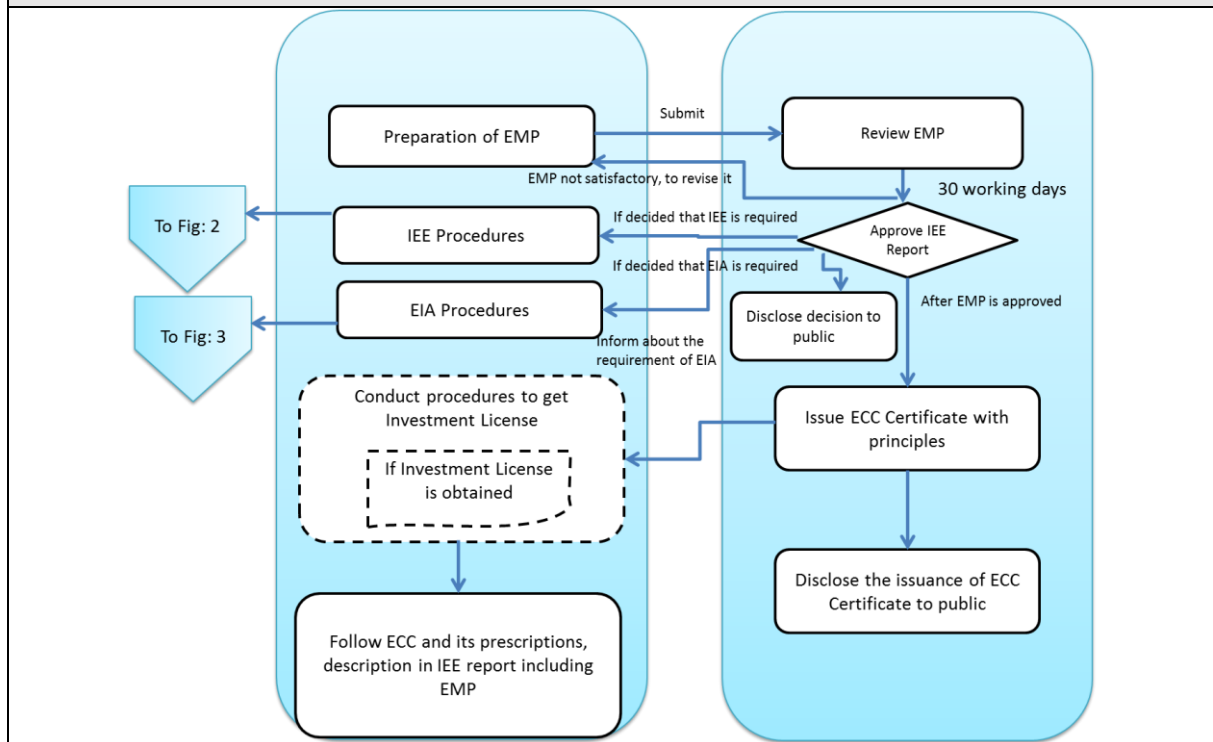 Submit
Preparation of EMP
Review EMP
EMP not satisfactory, to revise it
30 working days
To Fig: 2
If decided that IEE is required
IEE Procedures
Approve IEE
Report
If decided that EIA is required
To Fig: 3
EIA Procedures
After EMP is approved
Disclose decision to
public
Inform about the
requirement of EIA
Conduct procedures to get
Investment License
If Investment License
is obtained
Issue ECC Certificate with
principles
Disclose the issuance of ECC
Certificate to public
Follow ECC and its prescriptions,
description in IEE report including
EMP